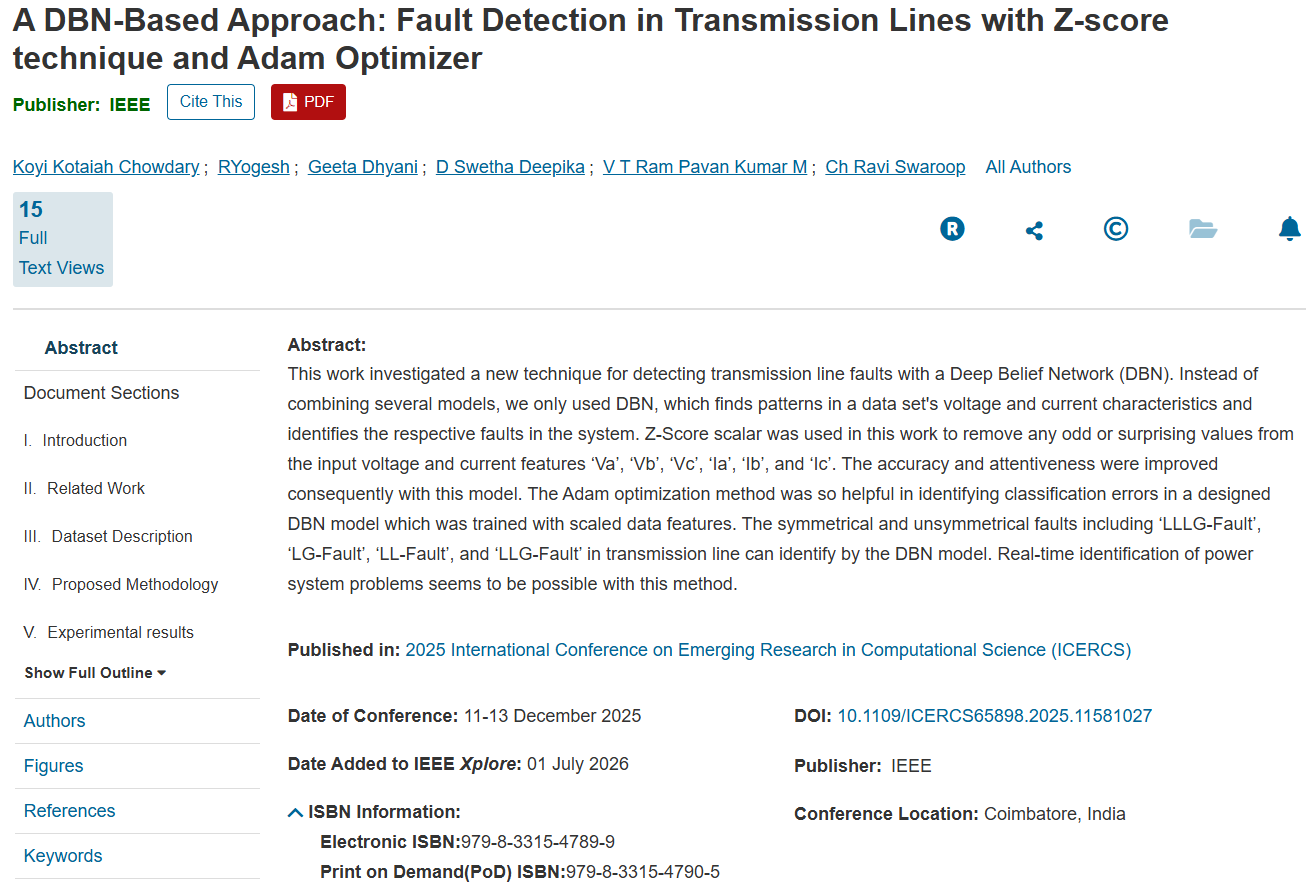 A DBN-Based Approach: Fault Detection in Transmission Lines with Z-score
technique and Adam Optimizer
Publisher: IEEE
Cite This
PDF
Koyi Kotaiah Chowdary ; RYogesh ; Geeta Dhyani ; D Swetha Deepika ; V T Ram Pavan Kumar M ; Ch Ravi Swaroop All Authors
15
Full
Text Views
R
C
Abstract
Document Sections
I. Introduction
II. Related Work
III. Dataset Description
IV. Proposed Methodology
V. Experimental results
Show Full Outline
Authors
Figures
References
Keywords
Abstract:
This work investigated a new technique for detecting transmission line faults with a Deep Belief Network (DBN). Instead of
combining several models, we only used DBN, which finds patterns in a data set's voltage and current characteristics and
identifies the respective faults in the system. Z-Score scalar was used in this work to remove any odd or surprising values from
the input voltage and current features ‘Va’, ‘Vb’, ‘Vc’, ‘Ia’, ‘Ib’, and ‘Ic’. The accuracy and attentiveness were improved
consequently with this model. The Adam optimization method was so helpful in identifying classification errors in a designed
DBN model which was trained with scaled data features. The symmetrical and unsymmetrical faults including ‘LLLG-Fault’,
‘LG-Fault’, ‘LL-Fault’, and ‘LLG-Fault’ in transmission line can identify by the DBN model. Real-time identification of power
system problems seems to be possible with this method.
Published in: 2025 International Conference on Emerging Research in Computational Science (ICERCS)
Date of Conference: 11-13 December 2025
Date Added to IEEE Xplore: 01 July 2026
ISBN Information:
Electronic ISBN:979-8-3315-4789-9
Print on Demand(PoD) ISBN:979-8-3315-4790-5
DOI: 10.1109/ICERCS65898.2025.11581027
Publisher: IEEE
Conference Location: Coimbatore, India